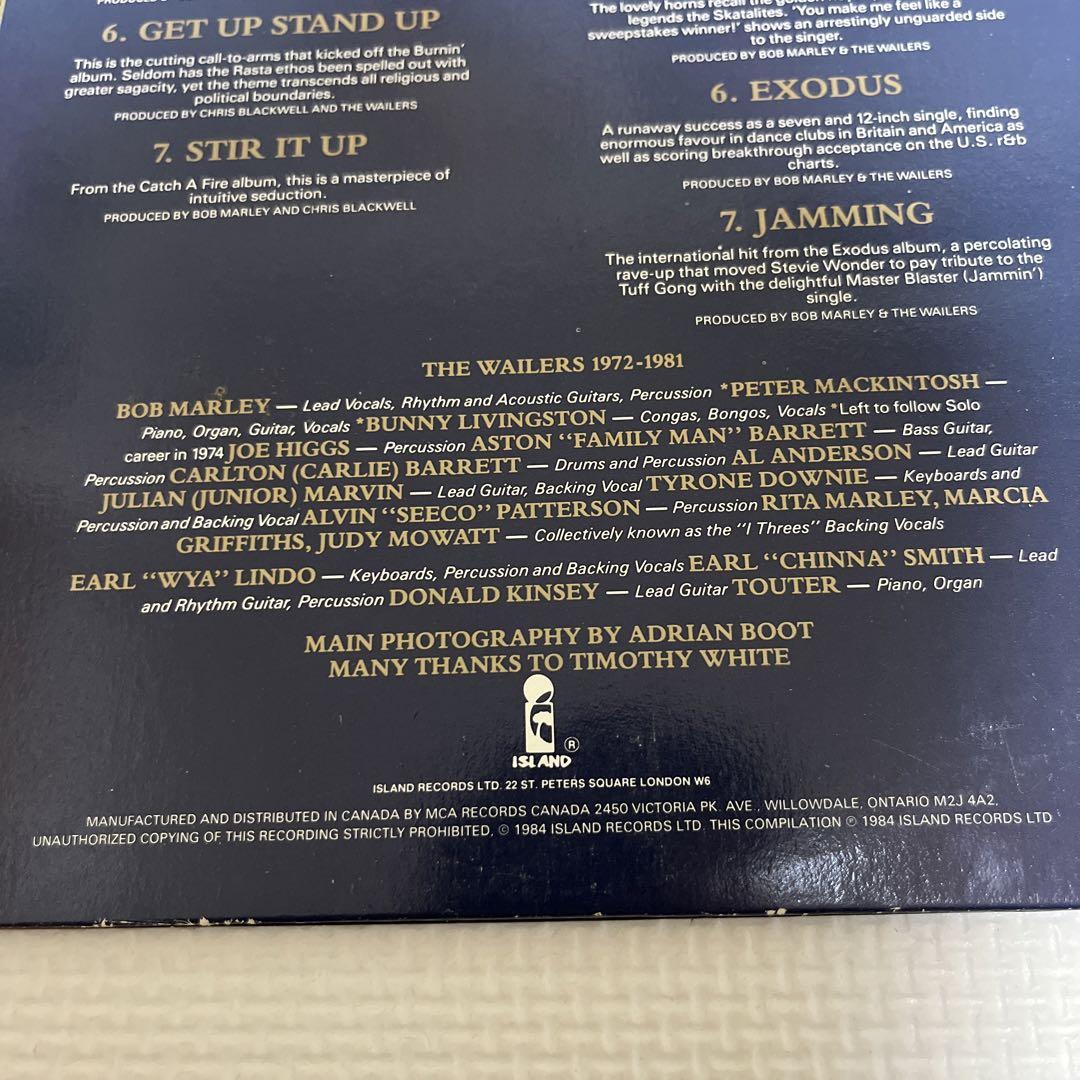 6. GET UP STAND UP
This is the cutting call-to-arms that kicked off the Burnin'
album. Seldom has the Rasta ethos been spelled out with
greater sagacity, yet the theme transcends all religious and
political boundaries.
PRODUCED BY CHRIS BLACKWELL AND THE WAILERS
7. STIR IT UP
From the Catch A Fire album, this is a masterpiece of
intuitive seduction.
PRODUCED BY BOB MARLEY AND CHRIS BLACKWELL
The lovely horns recall the golden
legends the Skatalites. 'You make me feel like a
sweepstakes winner!' shows an arrestingly unguarded side
to the singer.
PRODUCED BY BOB MARLEY & THE WAILERS
6. EXODUS
A runaway success as a seven and 12-inch single, finding
enormous favour in dance clubs in Britain and America as
well as scoring breakthrough acceptance on the U.S. r&b
charts.
PRODUCED BY BOB MARLEY & THE WAILERS
7. JAMMING
The international hit from the Exodus album, a percolating
rave-up that moved Stevie Wonder to pay tribute to the
Tuff Gong with the delightful Master Blaster (Jammin')
single.
PRODUCED BY BOB MARLEY & THE WAILERS
THE WAILERS 1972-1981
BOB MARLEY — Lead Vocals, Rhythm and Acoustic Guitars, Percussion *PETER MACKINTOSH —
Piano, Organ, Guitar, Vocals *BUNNY LIVINGSTON — Congas, Bongos, Vocals *Left to follow Solo
career in 1974 JOE HIGGS — Percussion ASTON "FAMILY MAN" BARRETT — Bass Guitar,
Percussion CARLTON (CARLIE) BARRETT — Drums and Percussion AL ANDERSON — Lead Guitar
JULIAN (JUNIOR) MARVIN — Lead Guitar, Backing Vocal TYRONE DOWNIE — Keyboards and
Percussion and Backing Vocal ALVIN "SEECO" PATTERSON — Percussion RITA MARLEY, MARCIA
GRIFFITHS, JUDY MOWATT — Collectively known as the "I Threes" Backing Vocals
EARL "WYA" LINDO — Keyboards, Percussion and Backing Vocals EARL "CHINNA" SMITH — Lead
and Rhythm Guitar, Percussion DONALD KINSEY — Lead Guitar TOUTER — Piano, Organ
MAIN PHOTOGRAPHY BY ADRIAN BOOT
MANY THANKS TO TIMOTHY WHITE
ISLAND ®
ISLAND RECORDS LTD. 22 ST. PETERS SQUARE LONDON W6
MANUFACTURED AND DISTRIBUTED IN CANADA BY MCA RECORDS CANADA 2450 VICTORIA PK. AVE., WILLOWDALE, ONTARIO M2J 4A2.
UNAUTHORIZED COPYING OF THIS RECORDING STRICTLY PROHIBITED. © 1984 ISLAND RECORDS LTD. THIS COMPILATION ℗ 1984 ISLAND RECORDS LTD